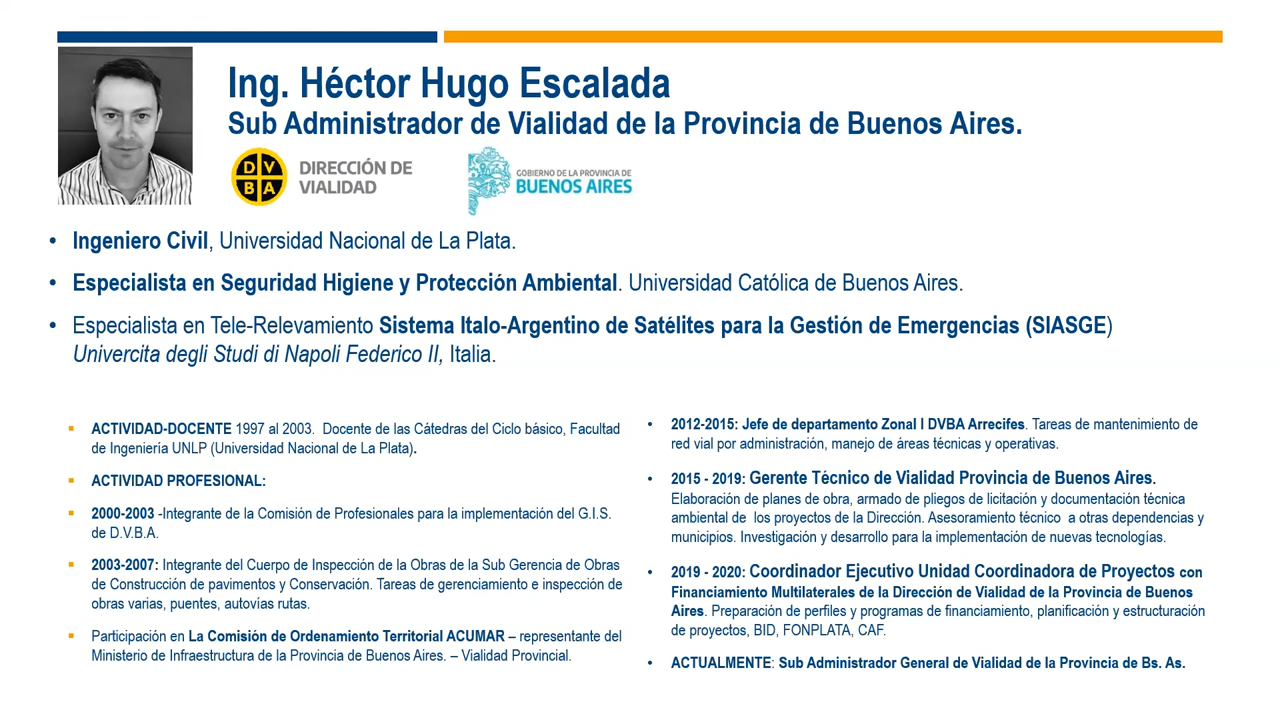 Ing. Héctor Hugo Escalada
Sub Administrador de Vialidad de la Provincia de Buenos Aires.
D V
B A
DIRECCIÓN DE
VIALIDAD
GOBIERNO DE LA PROVINCIA DE
BUENOS AIRES
• Ingeniero Civil, Universidad Nacional de La Plata.
• Especialista en Seguridad Higiene y Protección Ambiental. Universidad Católica de Buenos Aires.
• Especialista en Tele-Relevamiento Sistema Italo-Argentino de Satélites para la Gestión de Emergencias (SIASGE)
Univercita degli Studi di Napoli Federico II, Italia.
▪ ACTIVIDAD-DOCENTE 1997 al 2003. Docente de las Cátedras del Ciclo básico, Facultad
de Ingeniería UNLP (Universidad Nacional de La Plata).
▪ ACTIVIDAD PROFESIONAL:
▪ 2000-2003 -Integrante de la Comisión de Profesionales para la implementación del G.I.S.
de D.V.B.A.
▪ 2003-2007: Integrante del Cuerpo de Inspección de la Obras de la Sub Gerencia de Obras
de Construcción de pavimentos y Conservación. Tareas de gerenciamiento e inspección de
obras varias, puentes, autovías rutas.
▪ Participación en La Comisión de Ordenamiento Territorial ACUMAR – representante del
Ministerio de Infraestructura de la Provincia de Buenos Aires. – Vialidad Provincial.
• 2012-2015: Jefe de departamento Zonal I DVBA Arrecifes. Tareas de mantenimiento de
red vial por administración, manejo de áreas técnicas y operativas.
• 2015 - 2019: Gerente Técnico de Vialidad Provincia de Buenos Aires.
Elaboración de planes de obra, armado de pliegos de licitación y documentación técnica
ambiental de los proyectos de la Dirección. Asesoramiento técnico a otras dependencias y
municipios. Investigación y desarrollo para la implementación de nuevas tecnologías.
• 2019 - 2020: Coordinador Ejecutivo Unidad Coordinadora de Proyectos con
Financiamiento Multilaterales de la Dirección de Vialidad de la Provincia de Buenos
Aires. Preparación de perfiles y programas de financiamiento, planificación y estructuración
de proyectos, BID, FONPLATA, CAF.
• ACTUALMENTE: Sub Administrador General de Vialidad de la Provincia de Bs. As.